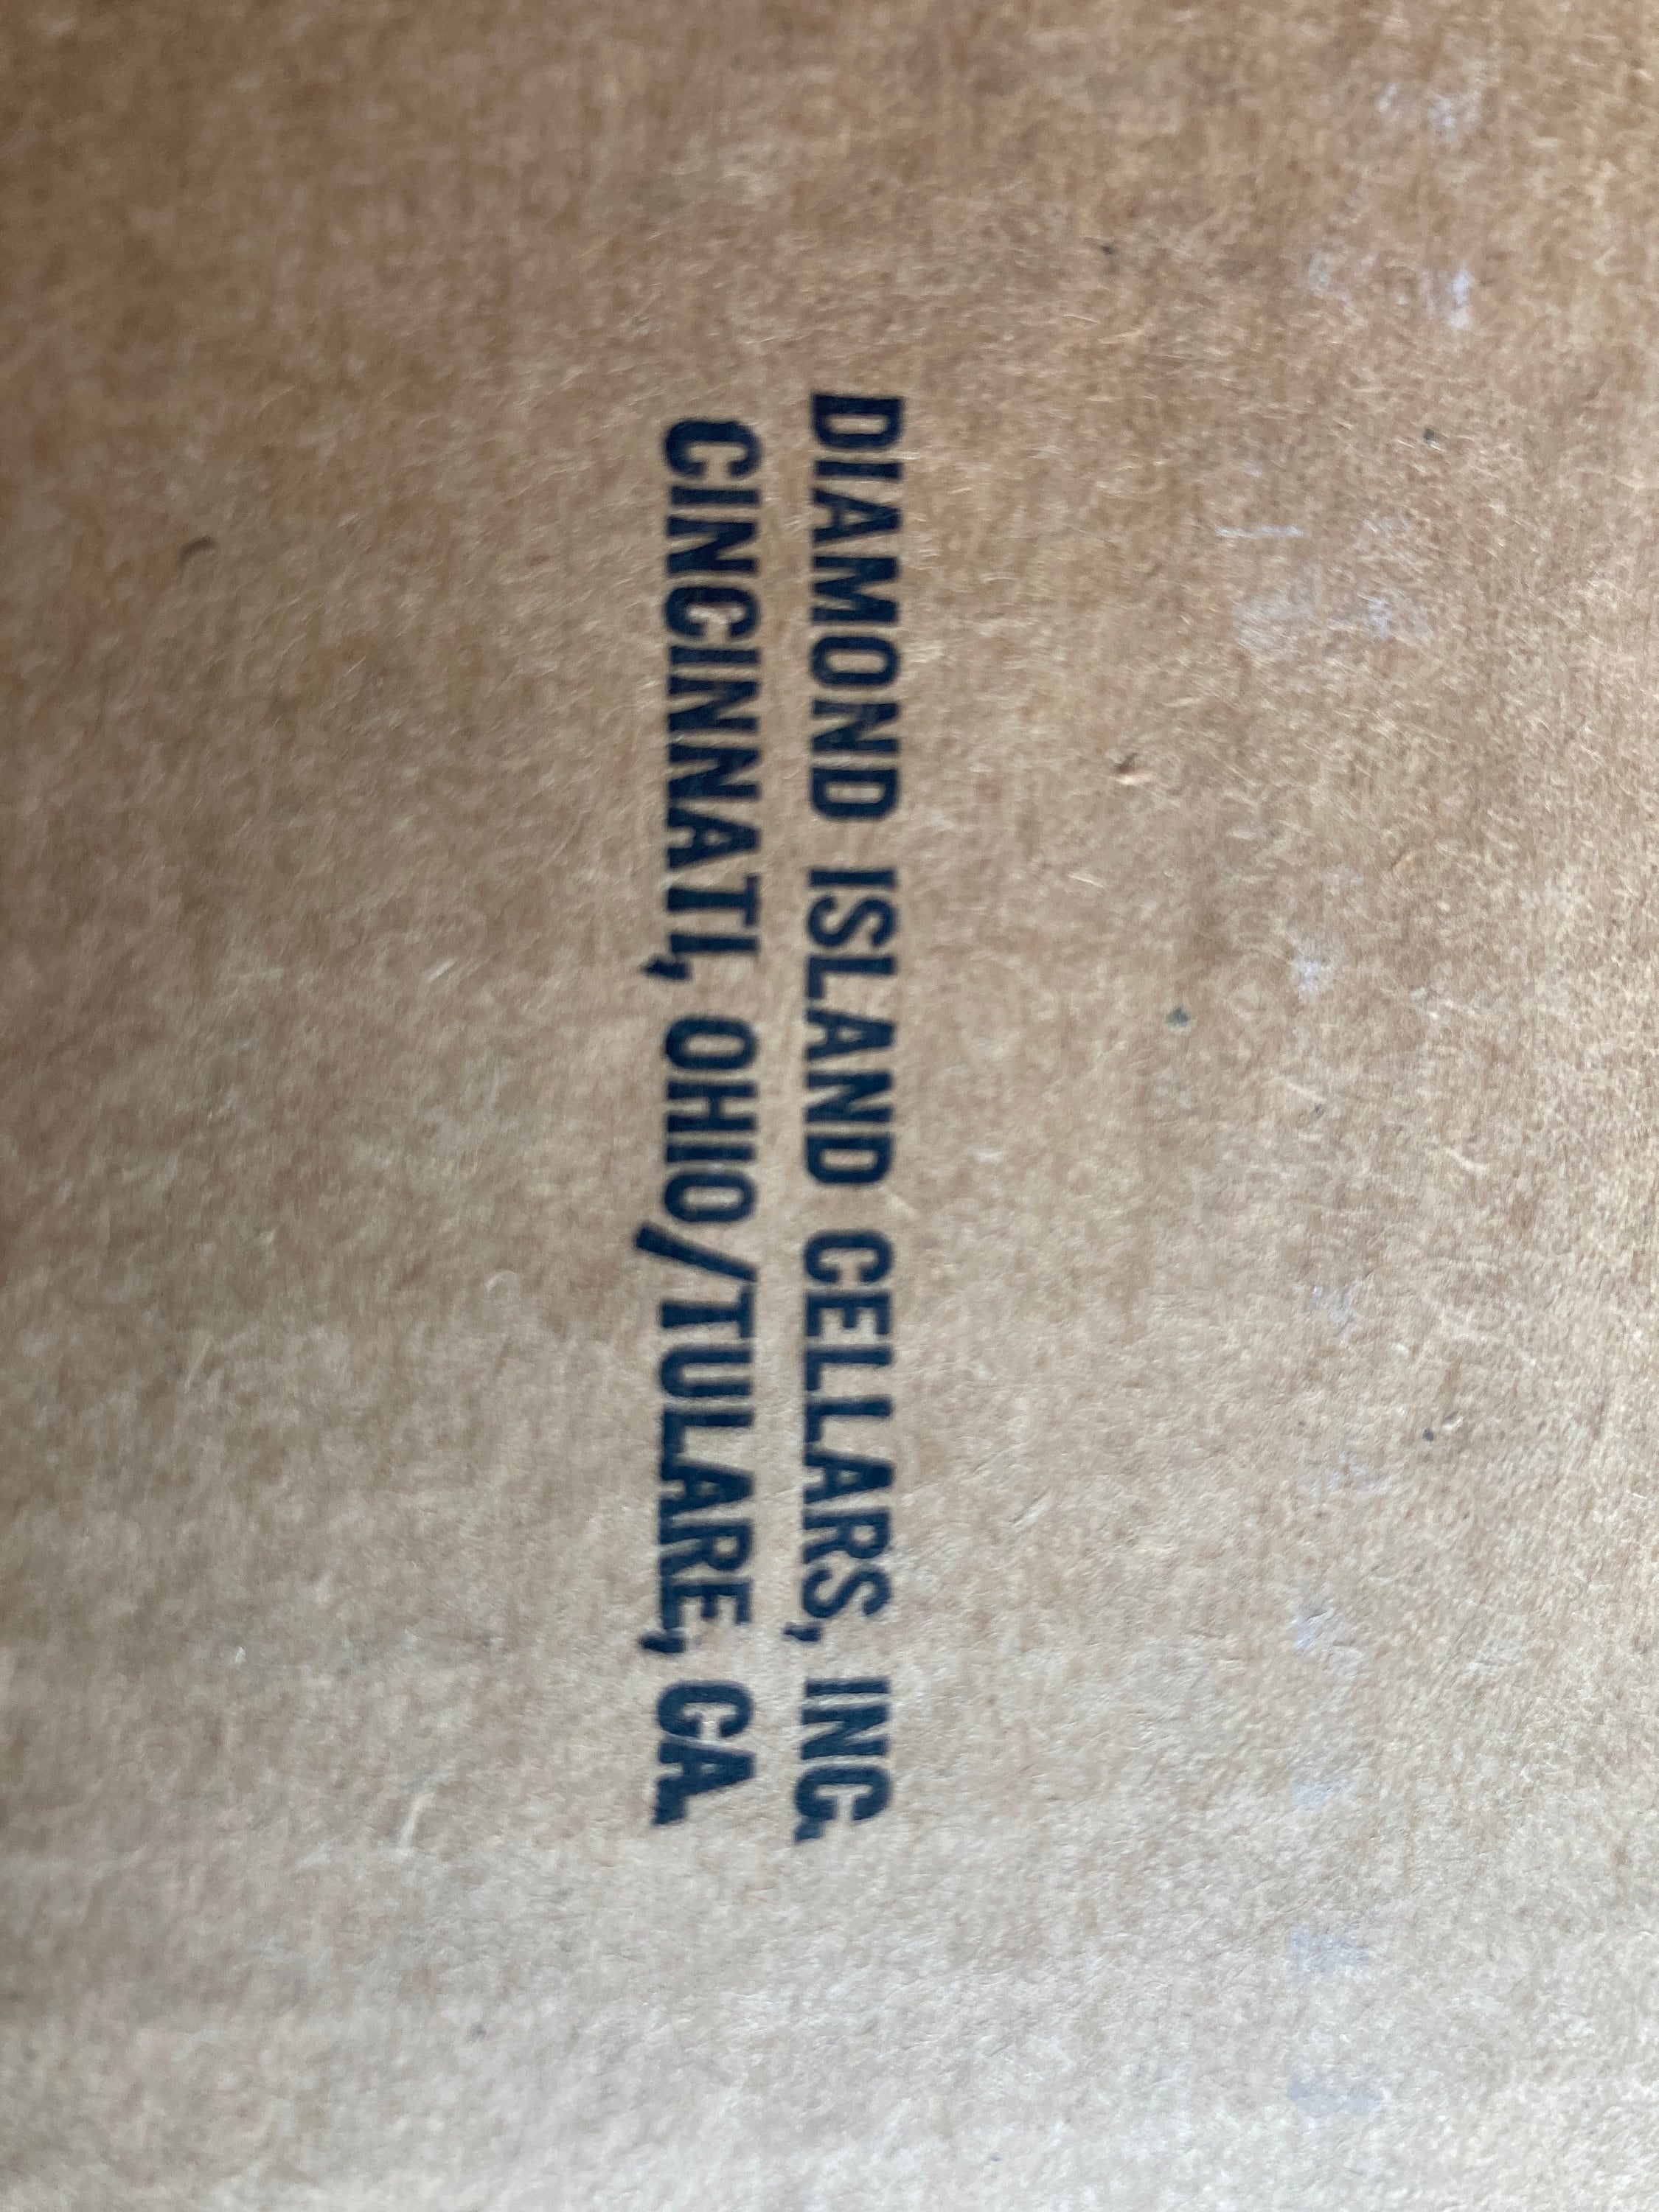 DIAMOND ISLAND CELLARS, INC.
CINCINNATI, OHIO/TULARE, CA